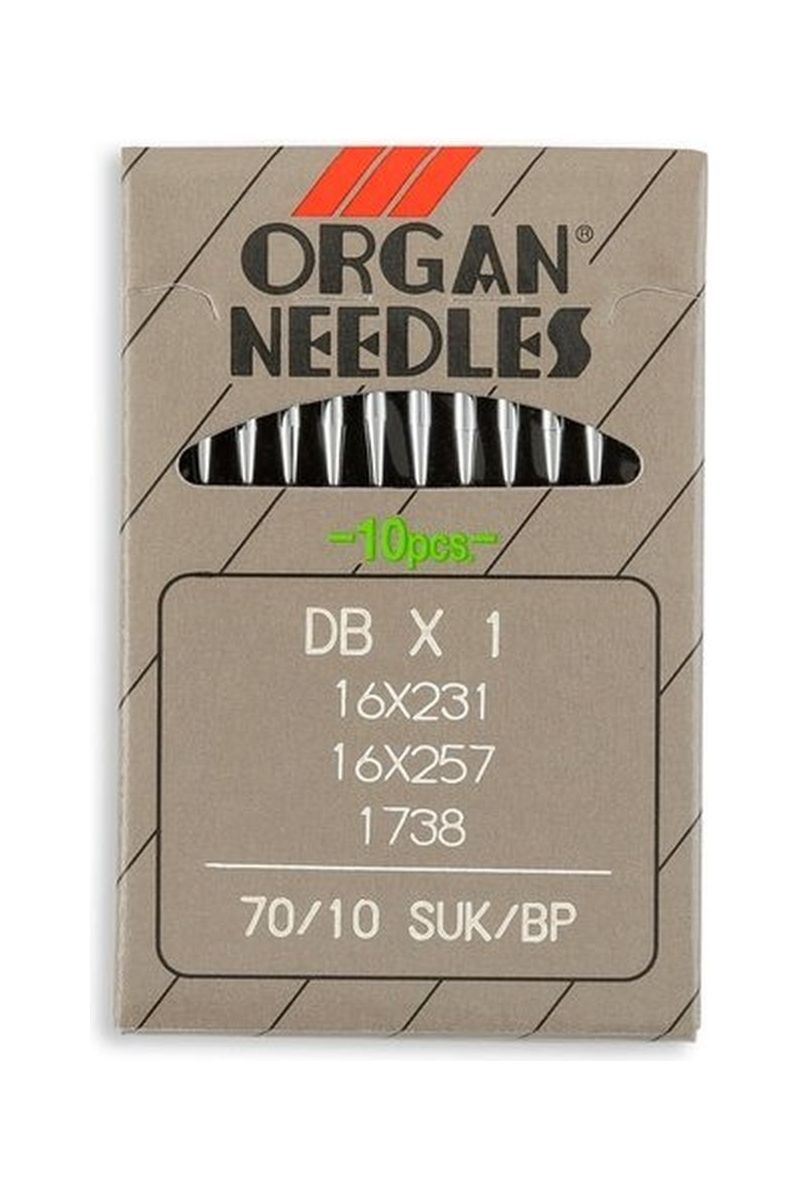 ORGAN®
NEEDLES
-10pcs.-
DB X 1
16X231
16X257
1738
70/10 SUK/BP